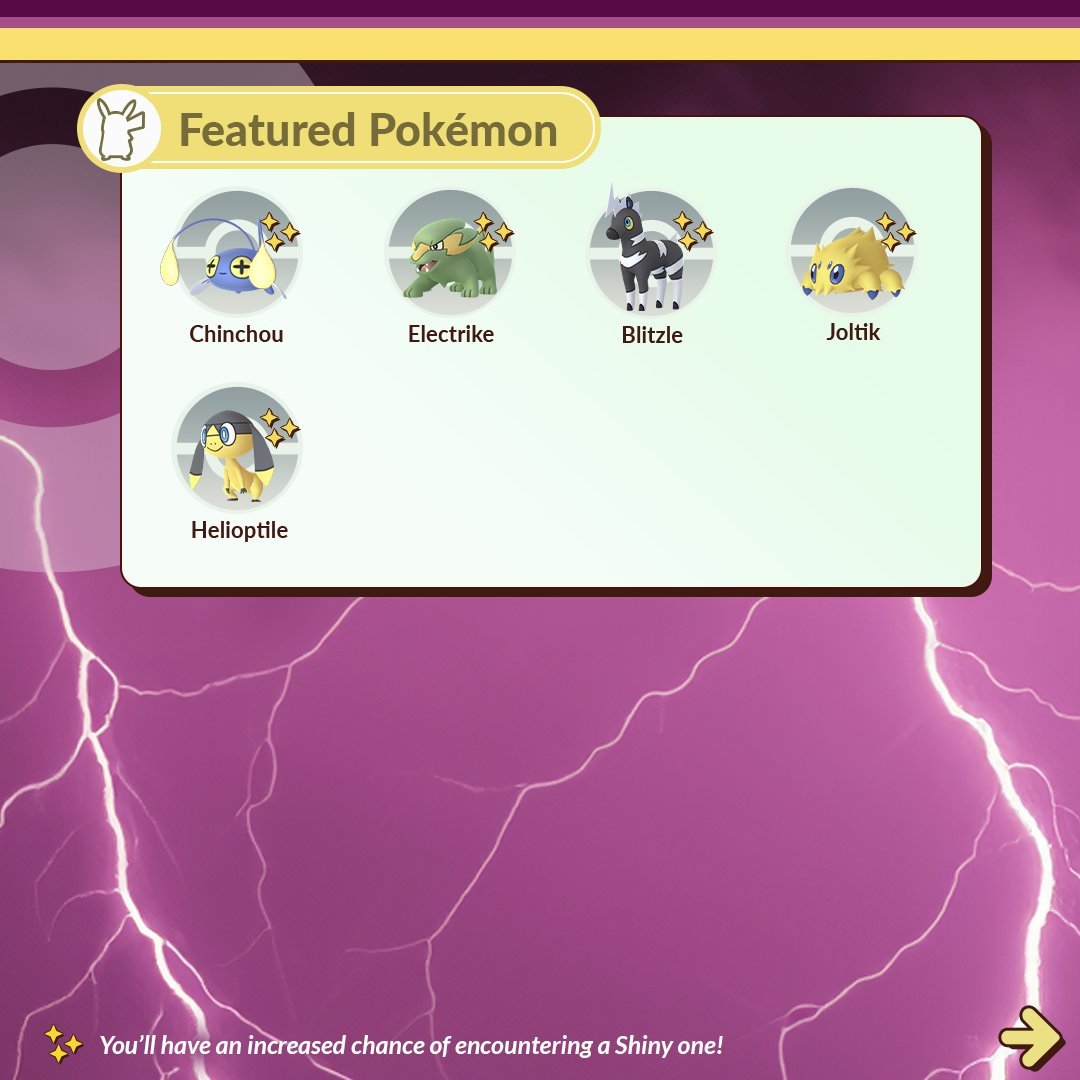 Featured Pokémon
Chinchou
Electrike
Blitzle
Joltik
Helioptile
You'll have an increased chance of encountering a Shiny one!